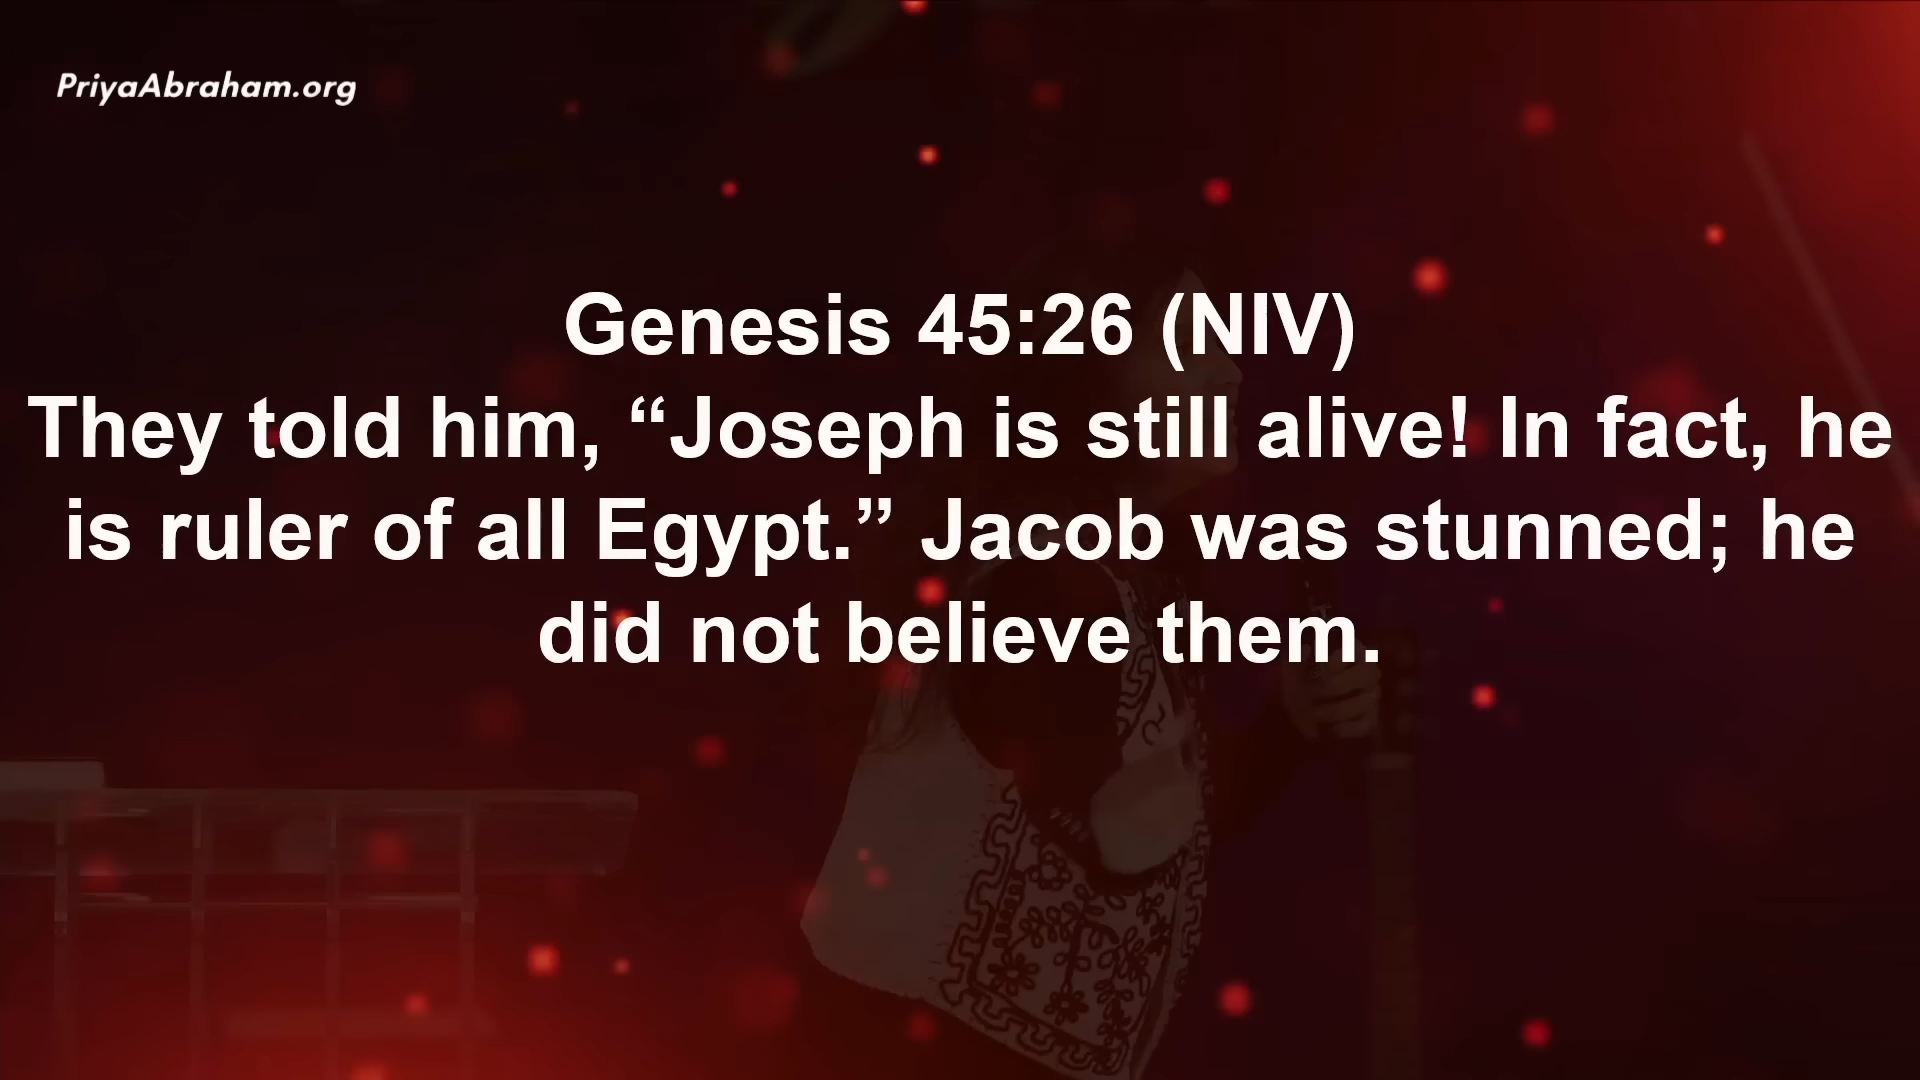 PriyaAbraham.org
Genesis 45:26 (NIV)
They told him, “Joseph is still alive! In fact, he
is ruler of all Egypt.” Jacob was stunned; he
did not believe them.